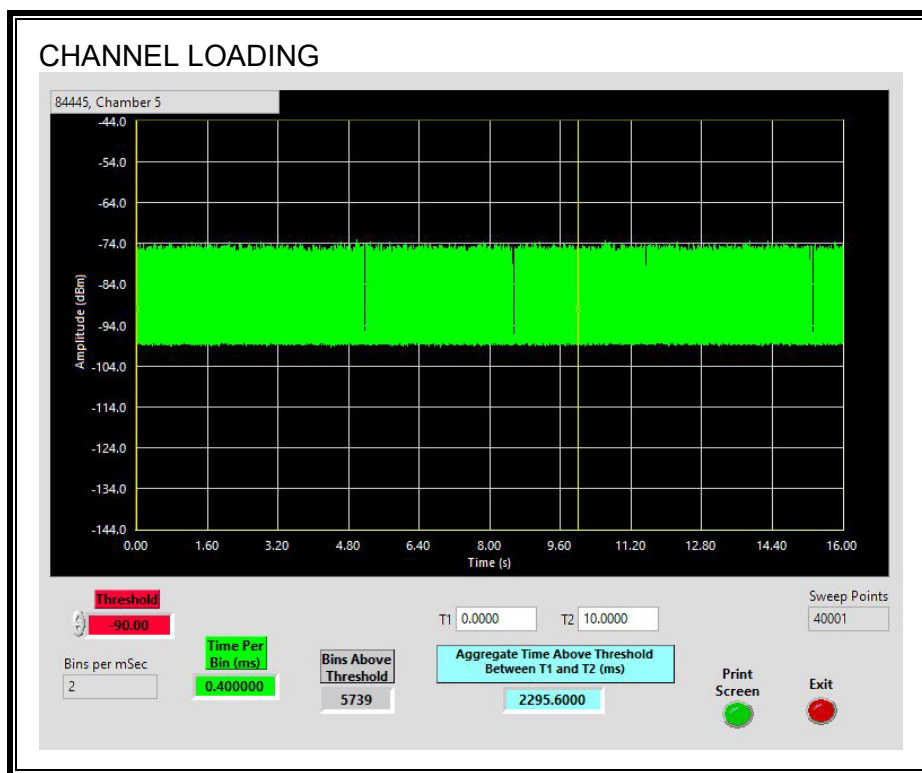 CHANNEL LOADING
84445, Chamber 5
-44.0
-54.0
-64.0
-74.0
-84.0
-94.0
-104.0
-114.0
-124.0
-134.0
-144.0
Amplitude (dBm)
0.00 1.60 3.20 4.80 6.40 8.00 9.60 11.20 12.80 14.40 16.00
Time (s)
Threshold
-90.00
Bins per mSec
2
Time Per
Bin (ms)
0.400000
Bins Above
Threshold
5739
T1 0.0000 T2 10.0000
Aggregate Time Above Threshold
Between T1 and T2 (ms)
2295.6000
Sweep Points
40001
Print
Screen
Exit